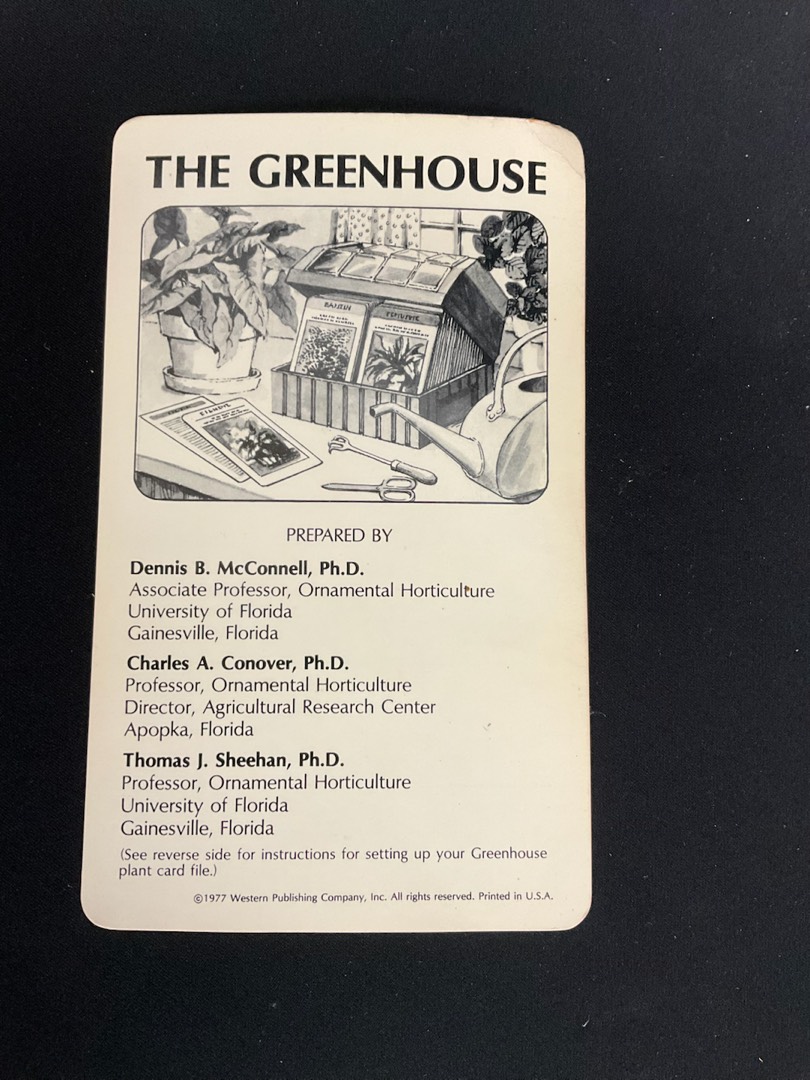 THE GREENHOUSE
PREPARED BY
Dennis B. McConnell, Ph.D.
Associate Professor, Ornamental Horticulture
University of Florida
Gainesville, Florida
Charles A. Conover, Ph.D.
Professor, Ornamental Horticulture
Director, Agricultural Research Center
Apopka, Florida
Thomas J. Sheehan, Ph.D.
Professor, Ornamental Horticulture
University of Florida
Gainesville, Florida
(See reverse side for instructions for setting up your Greenhouse
plant card file.)
©1977 Western Publishing Company, Inc. All rights reserved. Printed in U.S.A.